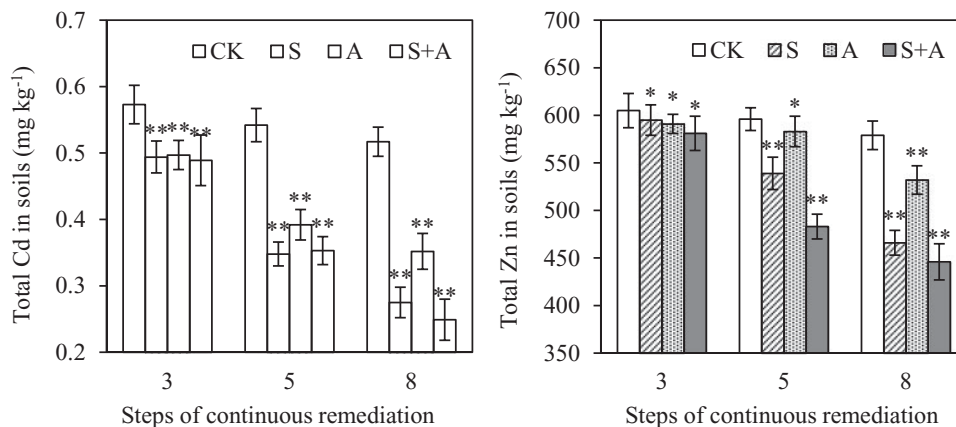 Total Cd in soils (mg kg⁻¹)
0.7
0.6
0.5
0.4
0.3
0.2
CK S A S+A
** ** **
** ** **
** ** **
3 5 8
Steps of continuous remediation
Total Zn in soils (mg kg⁻¹)
700
650
600
550
500
450
400
350
CK S A S+A
* * *
** * **
** ** **
3 5 8
Steps of continuous remediation